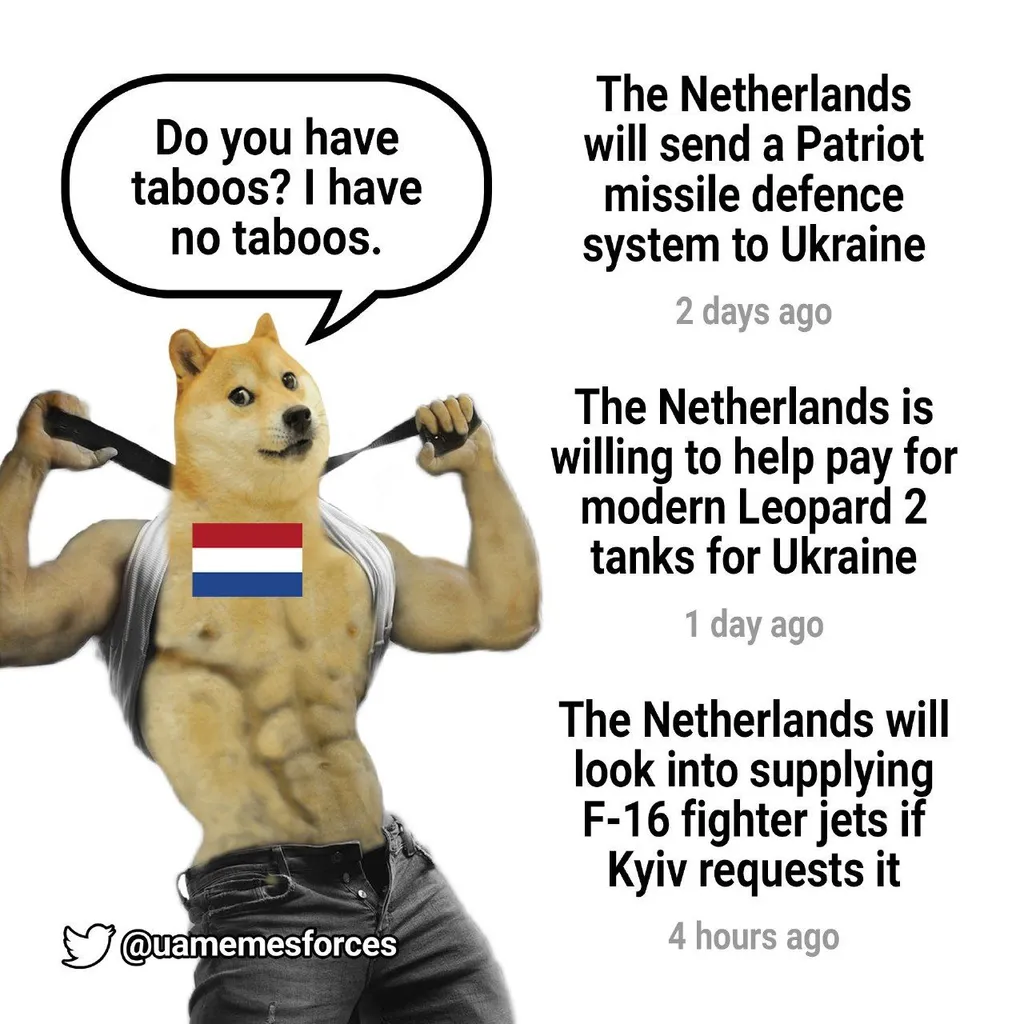 Do you have
taboos? I have
no taboos.
The Netherlands
will send a Patriot
missile defence
system to Ukraine
2 days ago
The Netherlands is
willing to help pay for
modern Leopard 2
tanks for Ukraine
1 day ago
The Netherlands will
look into supplying
F-16 fighter jets if
Kyiv requests it
4 hours ago
@uamemesforces